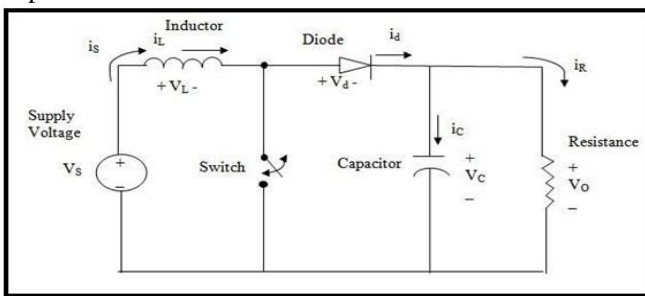 Inductor
Diode
iS
iL
id
iR
+ VL -
+ Vd -
Supply
Voltage
VS
+
−
Switch
Capacitor
iC
+
VC
−
Resistance
+
VO
−